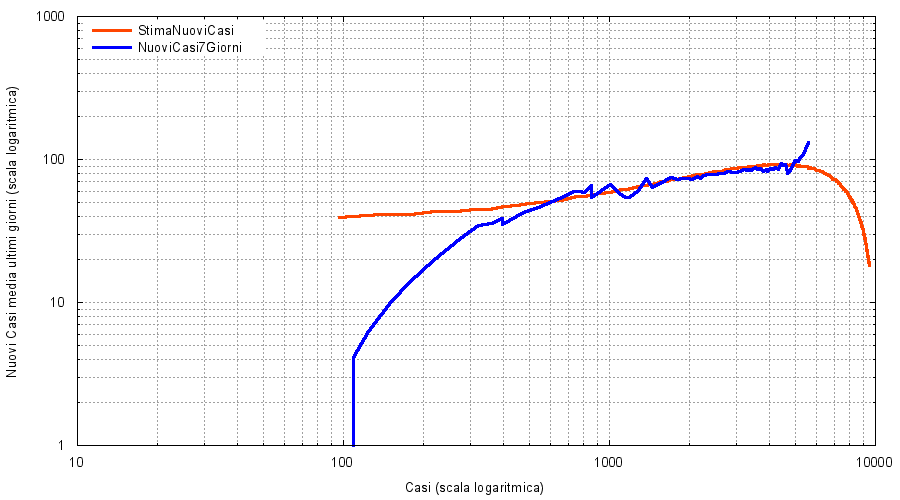 1000
StimaNuoviCasi
NuoviCasi7Giorni
100
10
1
Nuovi Casi media ultimi giorni (scala logaritmica)
10
100
1000
10000
Casi (scala logaritmica)